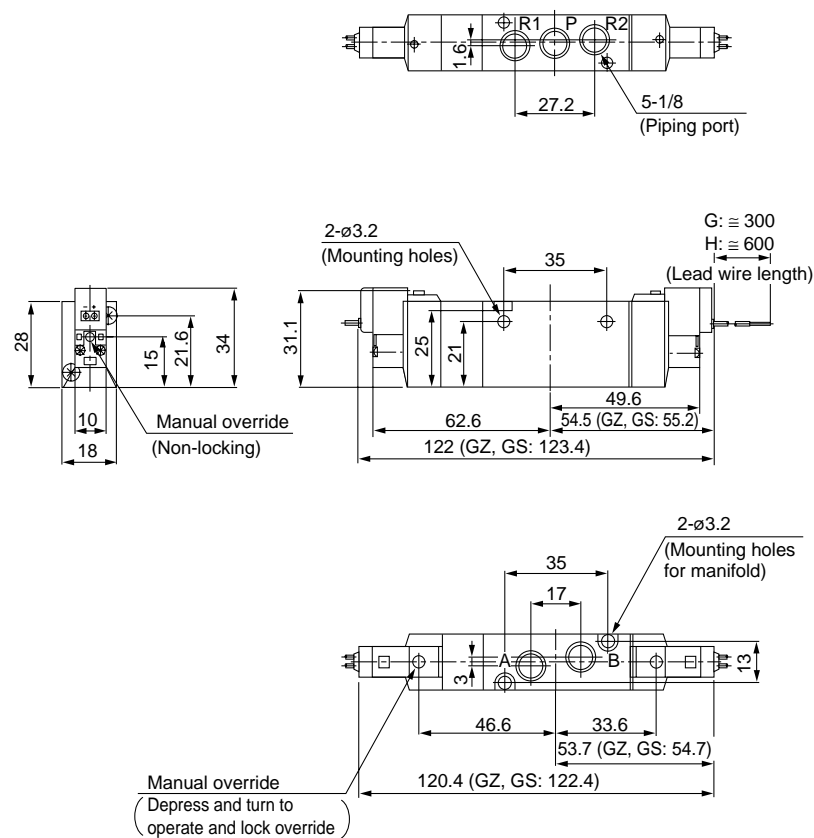 R1 P R2
1.6
27.2
5-1/8
(Piping port)
G: ≅ 300
H: ≅ 600
(Lead wire length)
2-ø3.2
(Mounting holes)
35
31.1
25
21
49.6
62.6
54.5 (GZ, GS: 55.2)
122 (GZ, GS: 123.4)
- +
28
15
21.6
34
10
18
Manual override
(Non-locking)
2-ø3.2
(Mounting holes
for manifold)
35
17
A
B
3
13
46.6
33.6
53.7 (GZ, GS: 54.7)
120.4 (GZ, GS: 122.4)
Manual override
(Depress and turn to
operate and lock override)